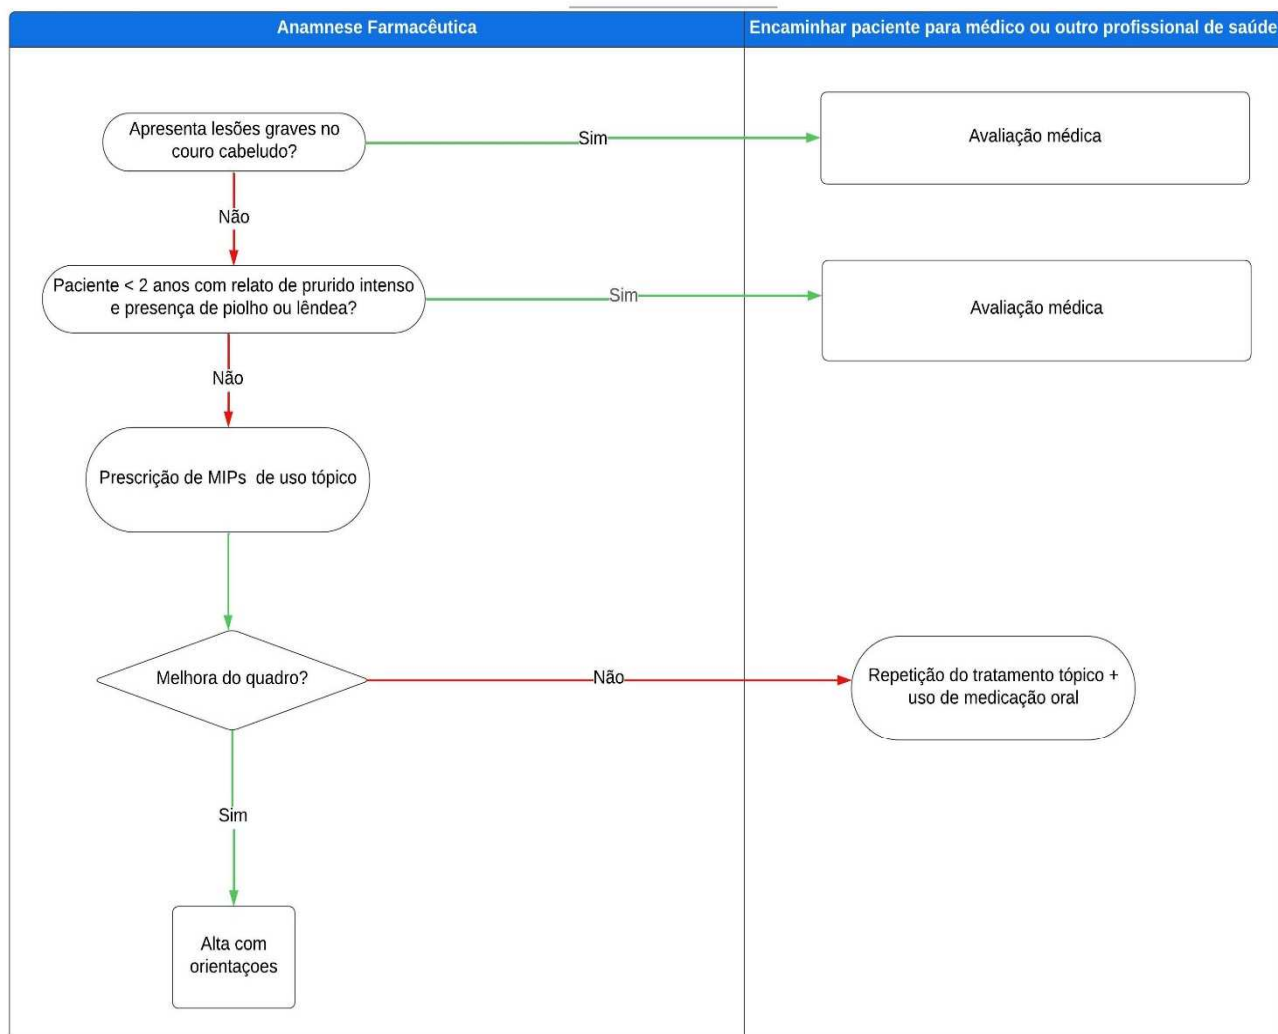 Anamnese Farmacêutica
Encaminhar paciente para médico ou outro profissional de saúde
Apresenta lesões graves no
couro cabeludo?
Sim
Avaliação médica
Não
Paciente < 2 anos com relato de prurido intenso
e presença de piolho ou lêndea?
Sim
Avaliação médica
Não
Prescrição de MIPs de uso tópico
Melhora do quadro?
Não
Repetição do tratamento tópico +
uso de medicação oral
Sim
Alta com
orientaçoes